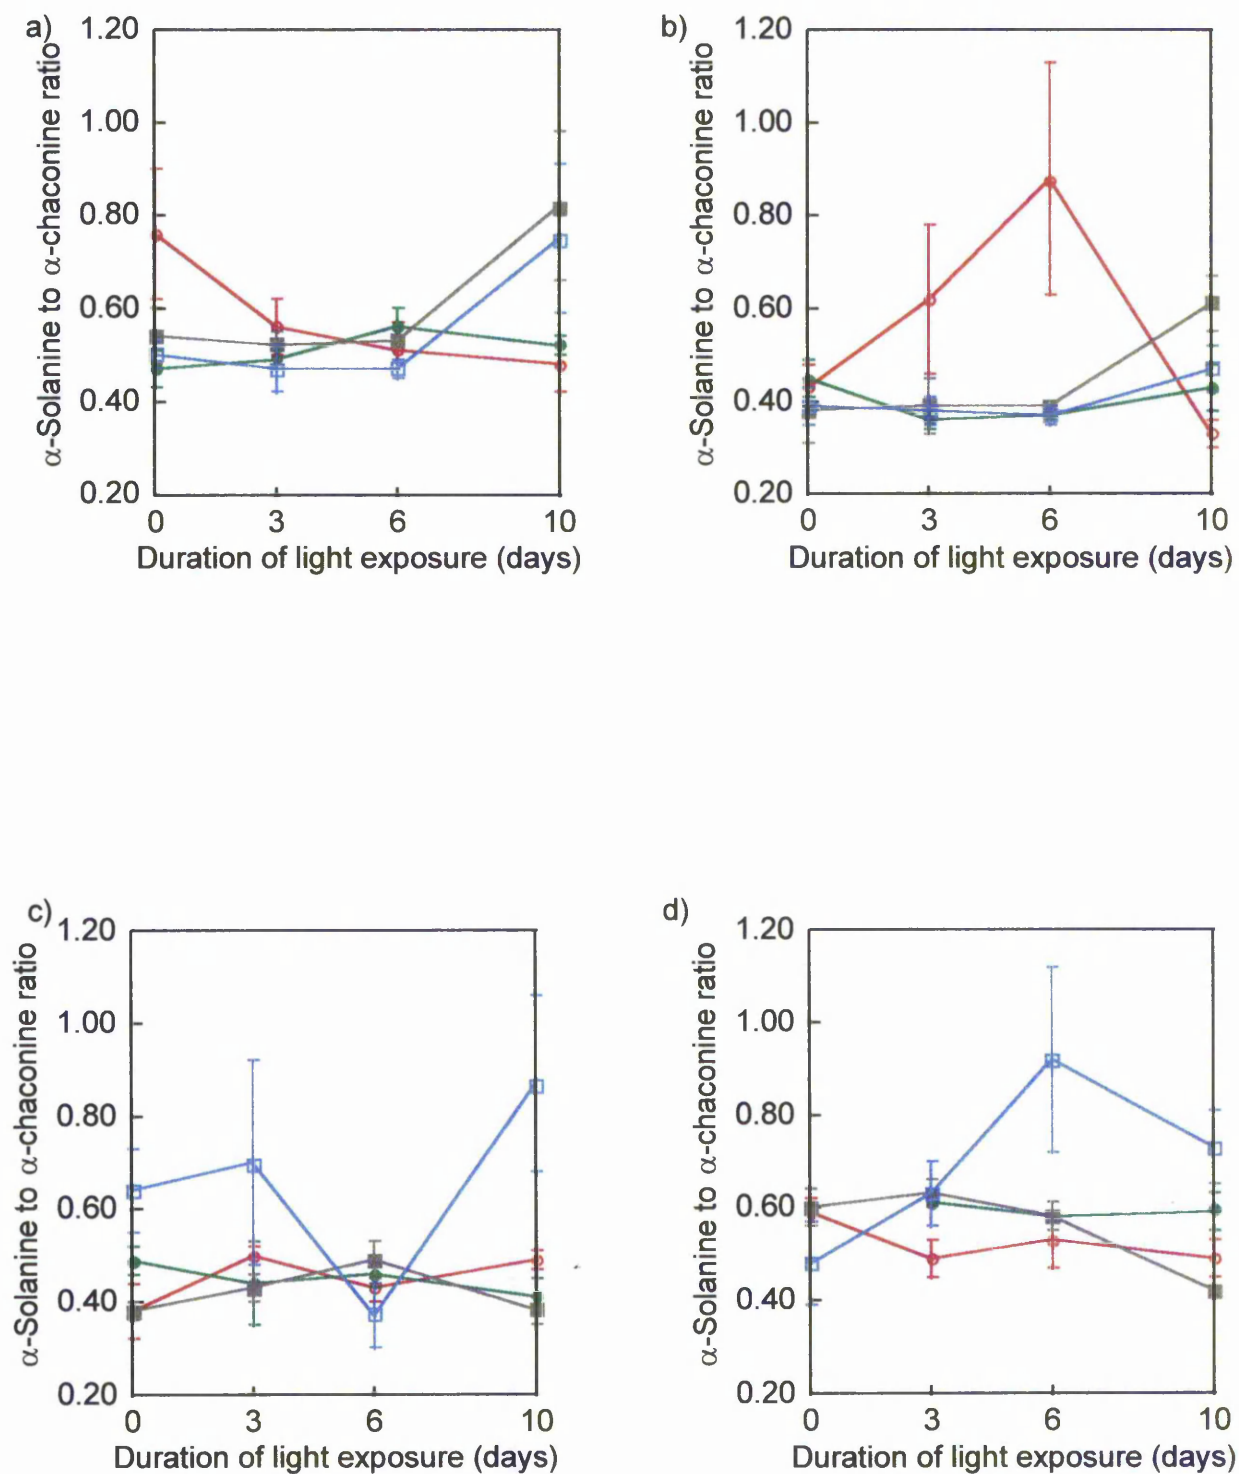 a)
α-Solanine to α-chaconine ratio
1.20
1.00
0.80
0.60
0.40
0.20
0 3 6 10
Duration of light exposure (days)
b)
α-Solanine to α-chaconine ratio
1.20
1.00
0.80
0.60
0.40
0.20
0 3 6 10
Duration of light exposure (days)
c)
α-Solanine to α-chaconine ratio
1.20
1.00
0.80
0.60
0.40
0.20
0 3 6 10
Duration of light exposure (days)
d)
α-Solanine to α-chaconine ratio
1.20
1.00
0.80
0.60
0.40
0.20
0 3 6 10
Duration of light exposure (days)